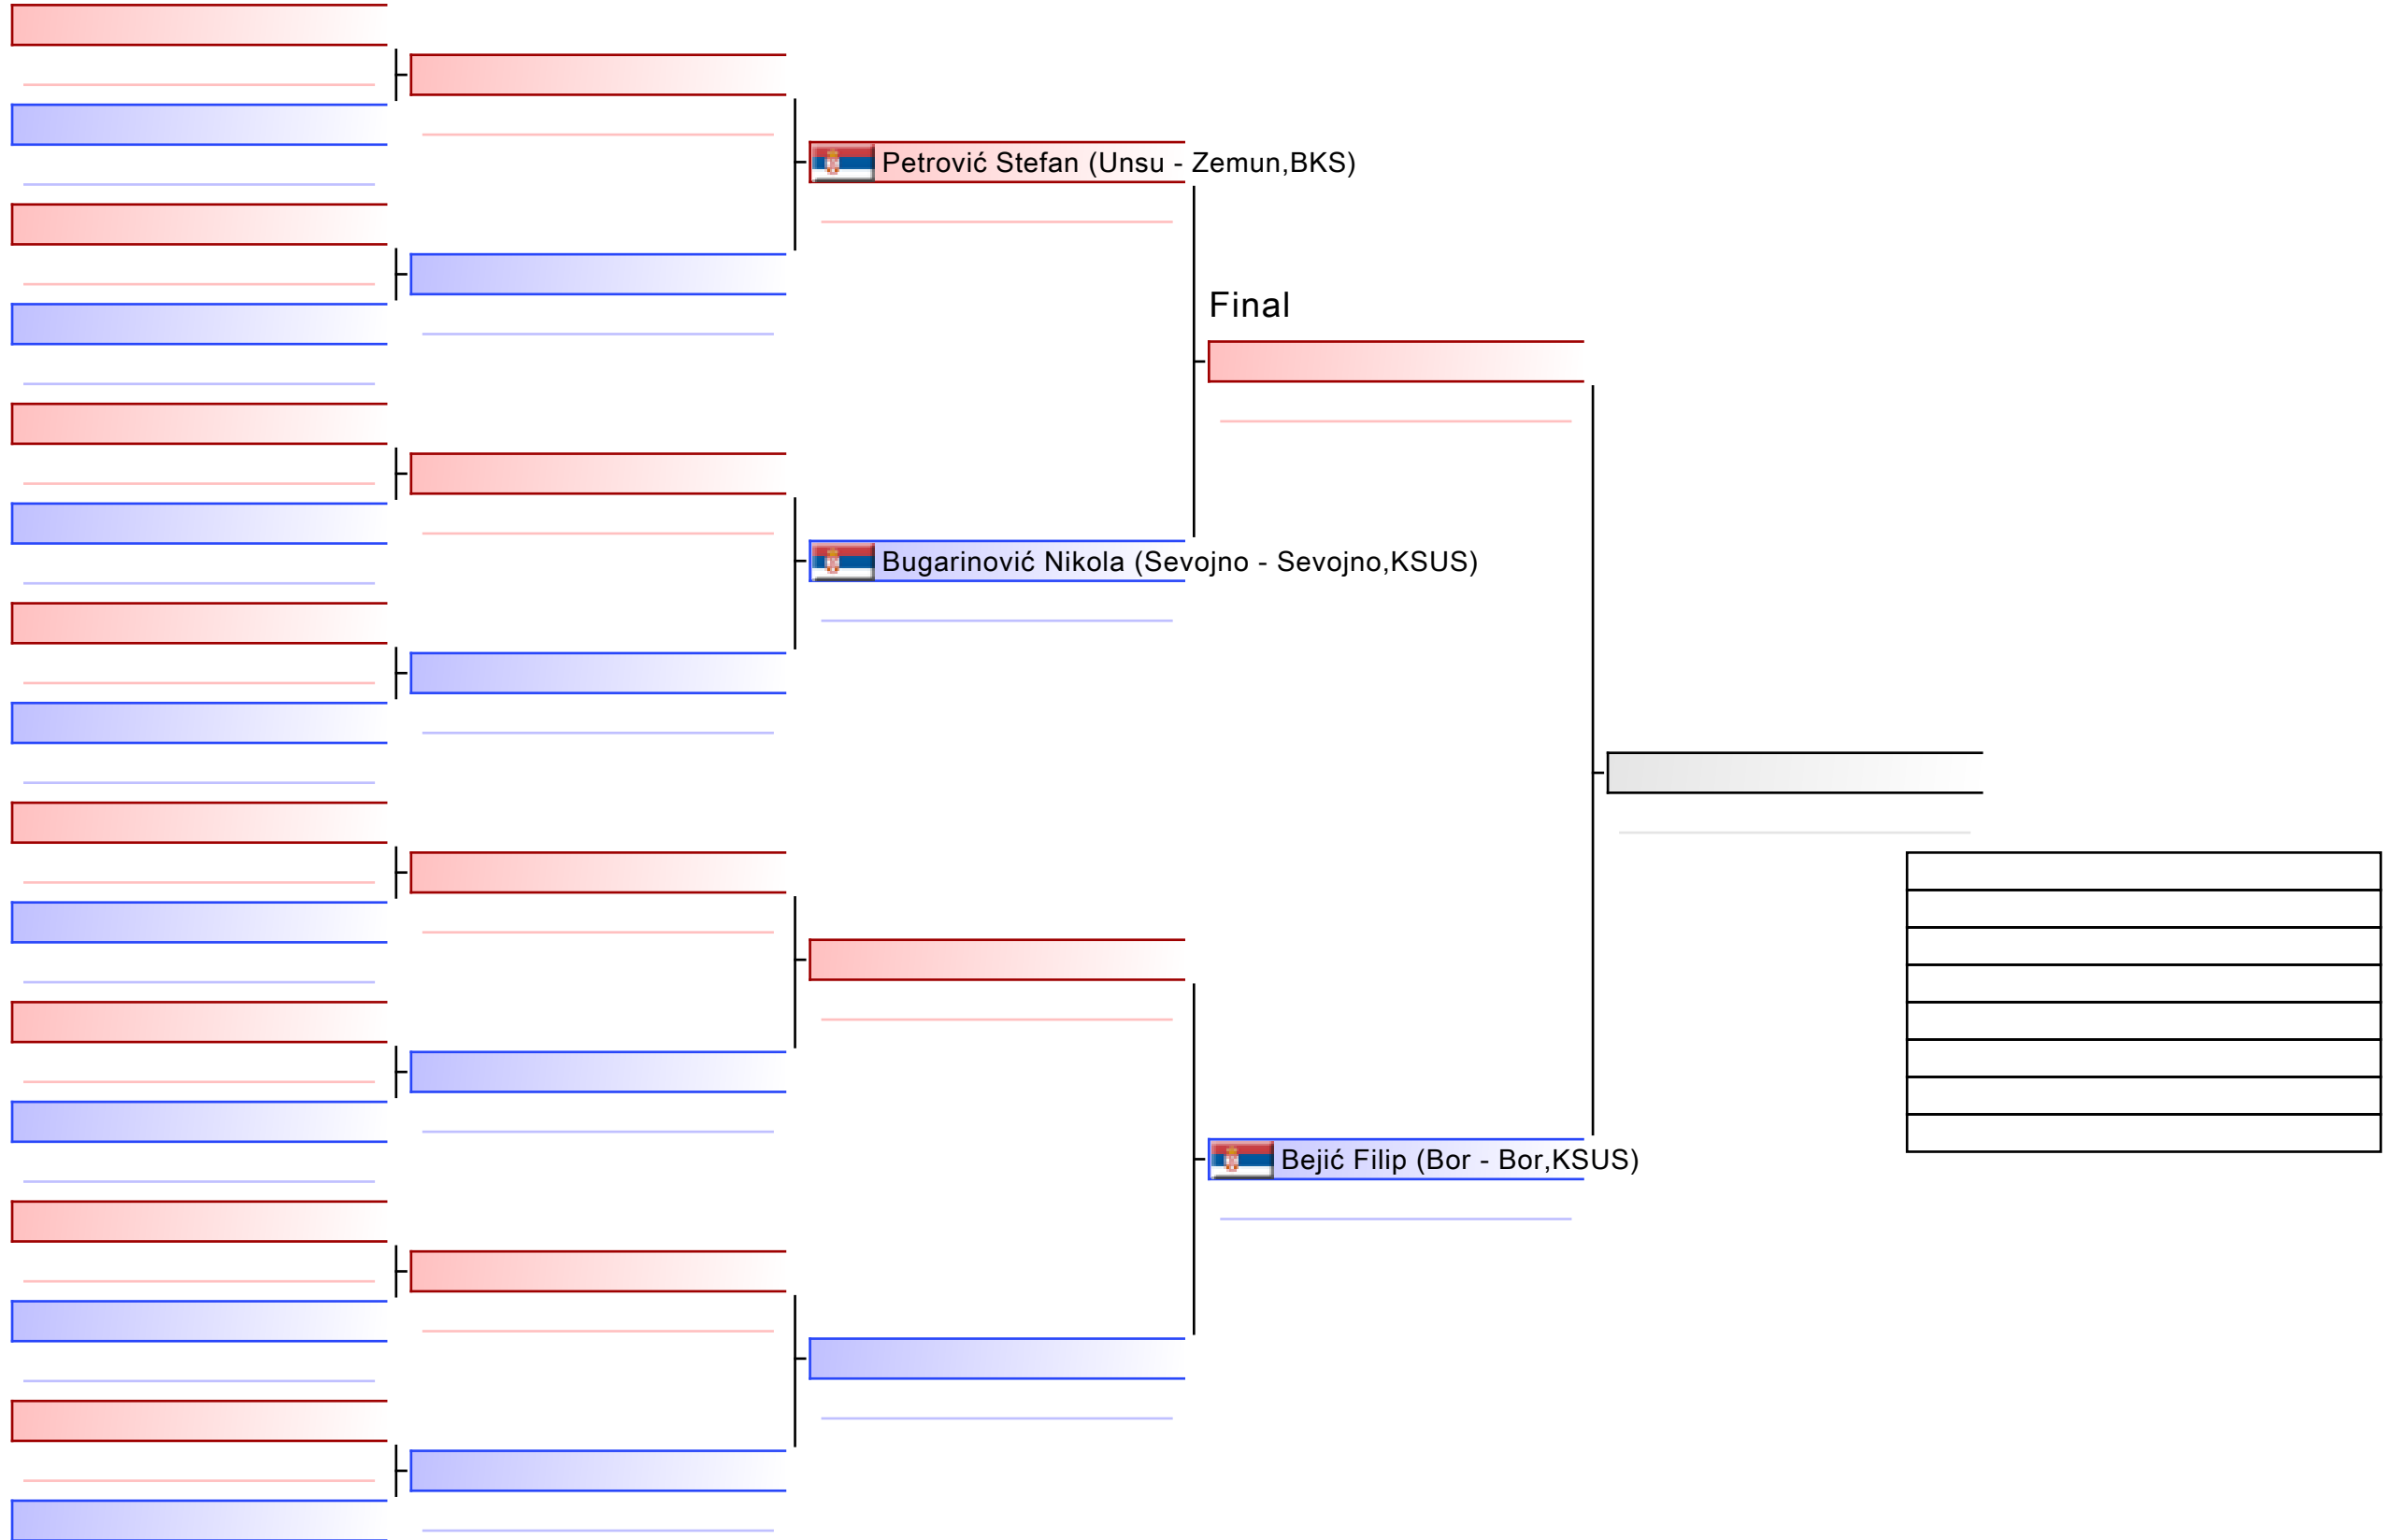 Petrović Stefan (Unsu - Zemun,BKS)
Final
Bugarinović Nikola (Sevojno - Sevojno,KSUS)
Bejić Filip (Bor - Bor,KSUS)